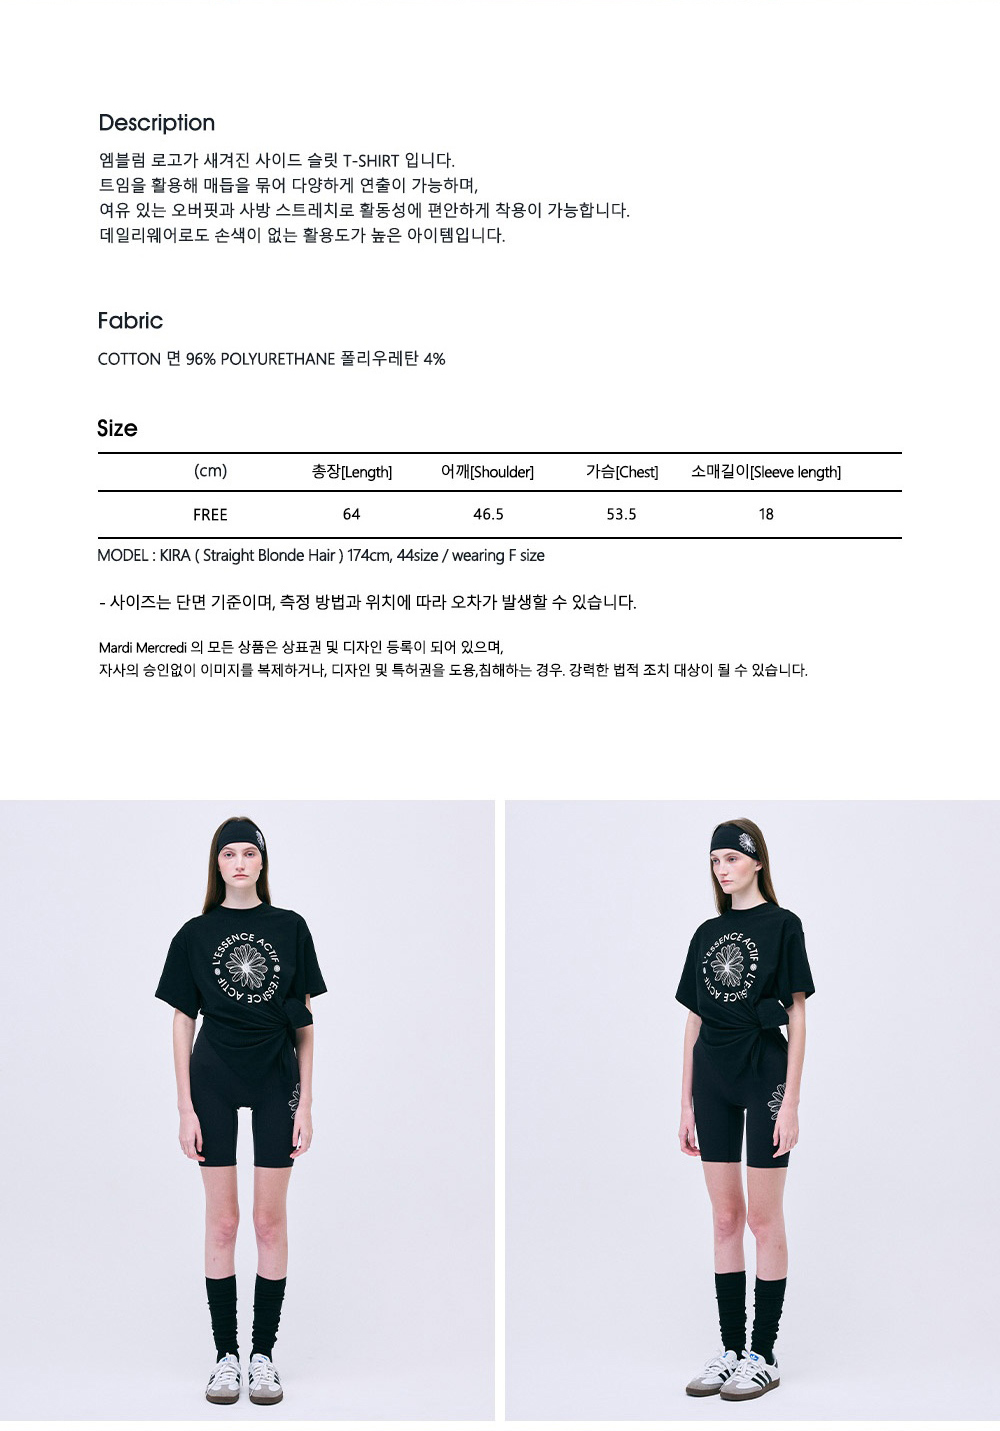 Description
엠블럼 로고가 새겨진 사이드 슬릿 T-SHIRT 입니다.
트임을 활용해 매듭을 묶어 다양하게 연출이 가능하며,
여유 있는 오버핏과 사방 스트레치로 활동성에 편안하게 착용이 가능합니다.
데일리웨어로도 손색이 없는 활용도가 높은 아이템입니다.
Fabric
COTTON 면 96% POLYURETHANE 폴리우레탄 4%
Size
(cm) 총장[Length] 어깨[Shoulder] 가슴[Chest] 소매길이[Sleeve length]
FREE 64 46.5 53.5 18
MODEL : KIRA ( Straight Blonde Hair ) 174cm, 44size / wearing F size
- 사이즈는 단면 기준이며, 측정 방법과 위치에 따라 오차가 발생할 수 있습니다.
Mardi Mercredi 의 모든 상품은 상표권 및 디자인 등록이 되어 있으며,
자사의 승인없이 이미지를 복제하거나, 디자인 및 특허권을 도용,침해하는 경우. 강력한 법적 조치 대상이 될 수 있습니다.
L'ESSENCE ACTIF
L'ESSENCE ACTIF
L'ESSENCE ACTIF
L'ESSENCE ACTIF